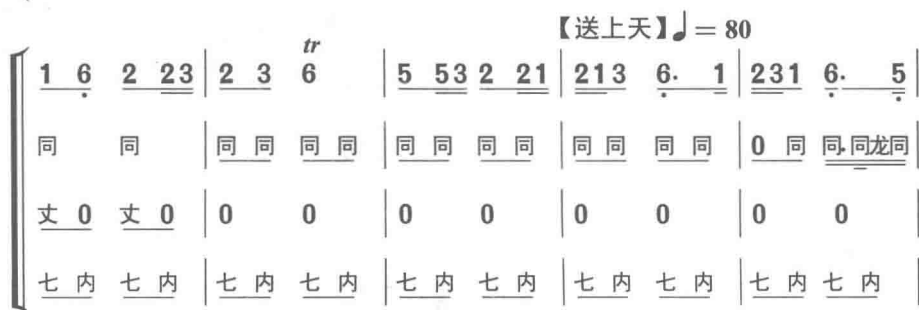 【送上天】♩= 80
tr
1 6 2 23 | 2 3 6 | 5 53 2 21 | 213 6. 1 | 231 6. 5 |
同 同 | 同 同 同 同 | 同 同 同 同 | 同 同 同 同 | 0 同 同.同龙同 |
丈 0 丈 0 | 0 0 | 0 0 | 0 0 | 0 0 |
七 内 七 内 | 七 内 七 内 | 七 内 七 内 | 七 内 七 内 | 七 内 七 内 |